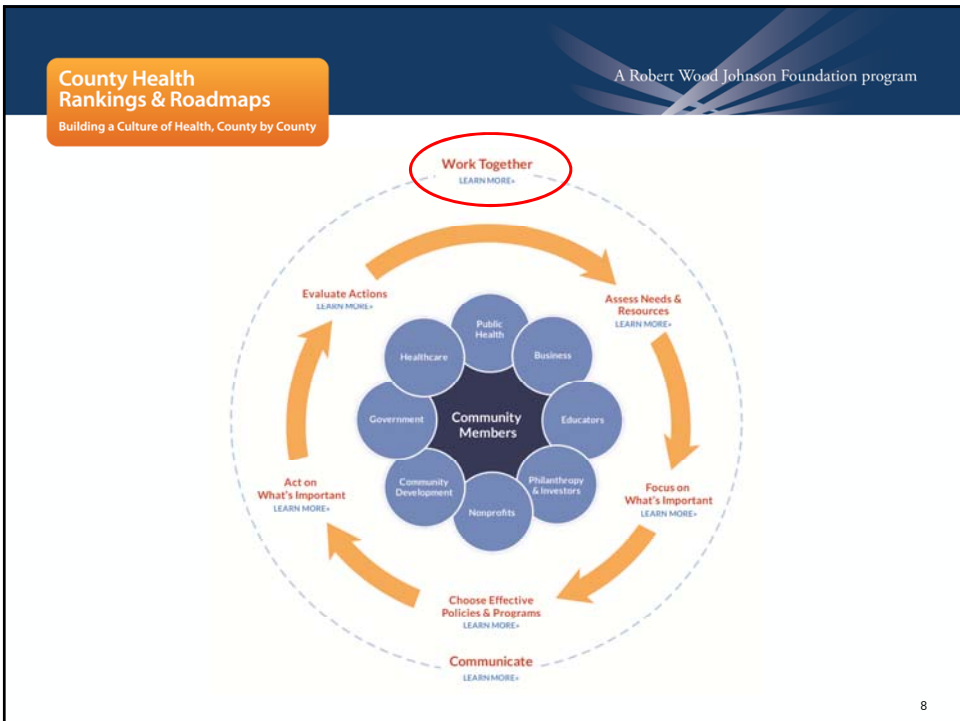 County Health
Rankings & Roadmaps
Building a Culture of Health, County by County
A Robert Wood Johnson Foundation program
Work Together
LEARN MORE»
Evaluate Actions
LEARN MORE»
Assess Needs &
Resources
LEARN MORE»
Public
Health
Healthcare
Business
Government
Community
Members
Educators
Community
Development
Philanthropy
& Investors
Nonprofits
Act on
What's Important
LEARN MORE»
Focus on
What's Important
LEARN MORE»
Choose Effective
Policies & Programs
LEARN MORE»
Communicate
LEARN MORE»
8